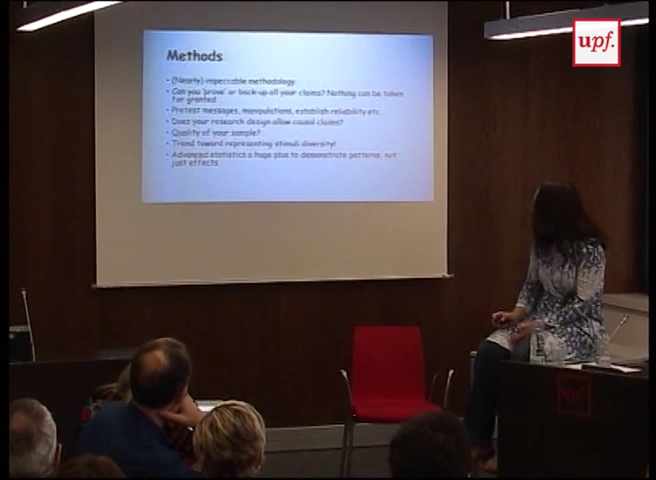 upf.
Methods
• (Nearly) impeccable methodology
• Can you 'prove' or back-up all your claims? Nothing can be taken
for granted
• Pretest messages, manipulations, establish reliability etc.
• Does your research design allow causal claims?
• Quality of your sample?
• Trend toward representing stimuli diversity!
• Advanced statistics a huge plus to demonstrate patterns, not
just effects